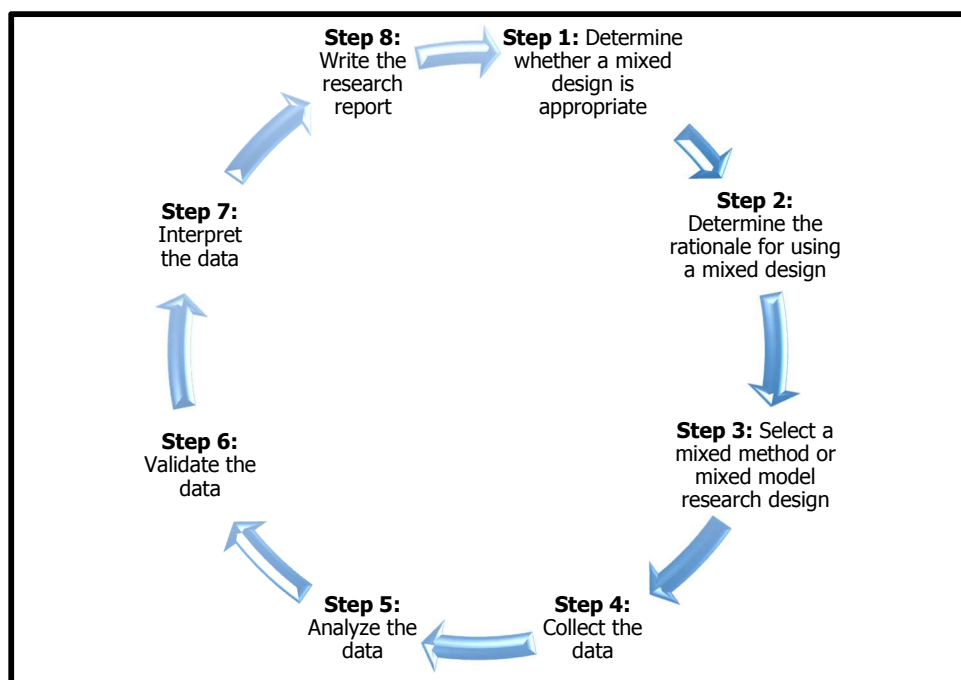 Step 1: Determine
whether a mixed
design is
appropriate
Step 2:
Determine the
rationale for using
a mixed design
Step 3: Select a
mixed method or
mixed model
research design
Step 4:
Collect the
data
Step 5:
Analyze the
data
Step 6:
Validate the
data
Step 7:
Interpret
the data
Step 8:
Write the
research
report